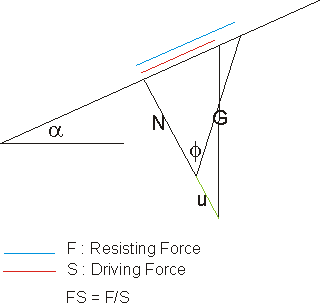 α
N
G
ϕ
u
F : Resisting Force
S : Driving Force
FS = F/S